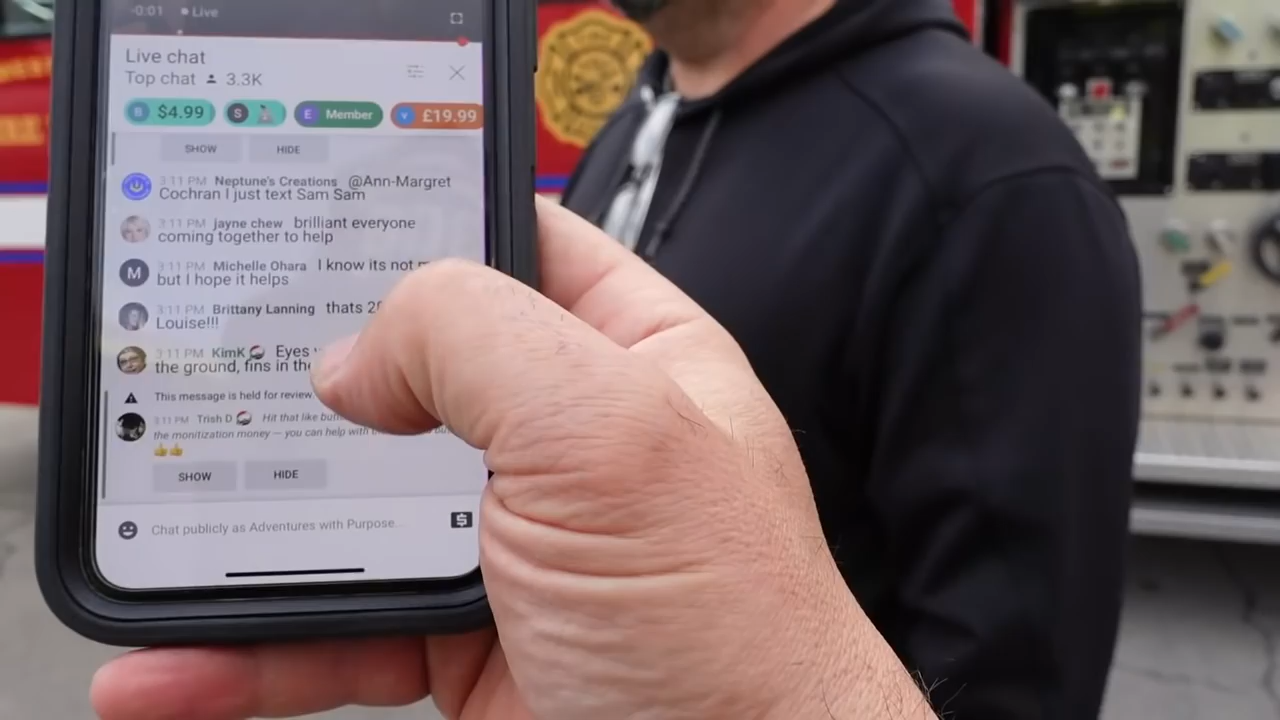 -0:01 Live
Live chat
Top chat 3.3K
B $4.99 S E Member v £19.99
SHOW HIDE
3:11 PM Neptune's Creations @Ann-Margret
Cochran I just text Sam Sam
3:11 PM jayne chew brilliant everyone
coming together to help
M 3:11 PM Michelle Ohara I know its not
but I hope it helps
3:11 PM Brittany Lanning thats
Louise!!!
3:11 PM KimK Eyes
the ground, fins in the
This message is held for review
3:11 PM Trish D Hit that like
the monetization money — you can help with
👍👍
SHOW HIDE
Chat publicly as Adventures with Purpose...